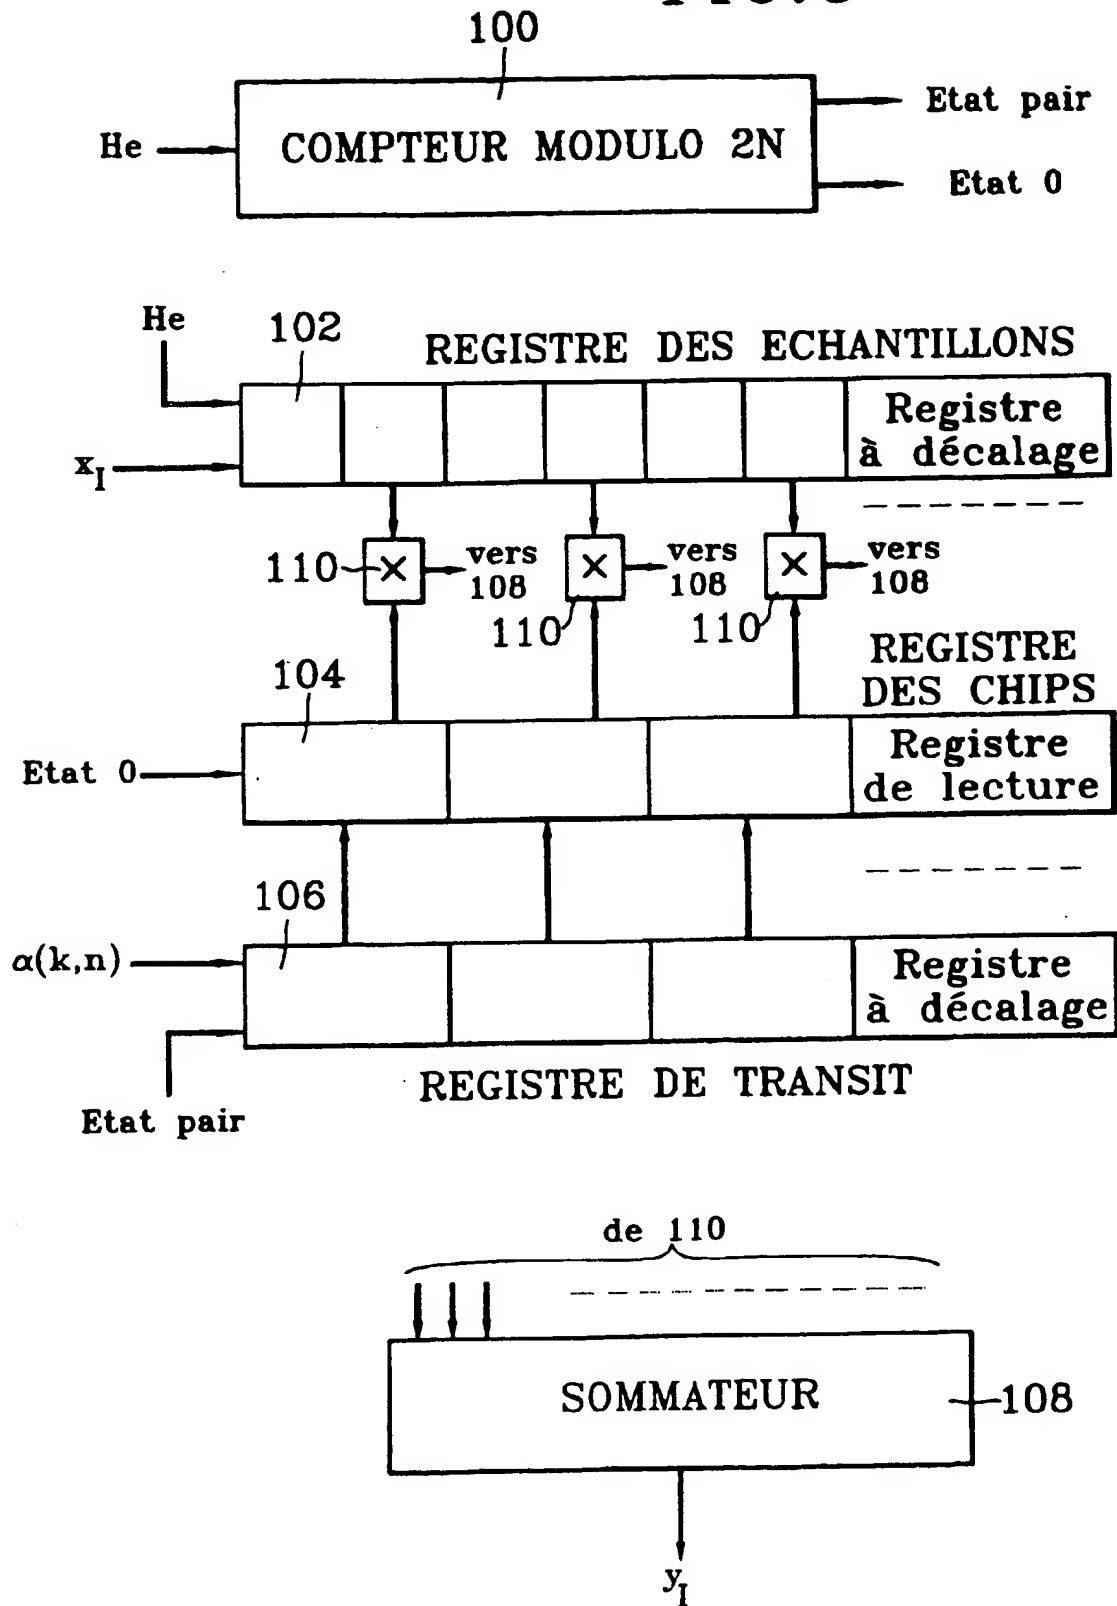 100
He
COMPTEUR MODULO 2N
Etat pair
Etat 0
He
102
REGISTRE DES ECHANTILLONS
x_I
Registre
à décalage
110
vers
108
110
vers
108
110
vers
108
REGISTRE
DES CHIPS
104
Etat 0
Registre
de lecture
106
α(k,n)
Registre
à décalage
Etat pair
REGISTRE DE TRANSIT
de 110
SOMMATEUR
108
y_I